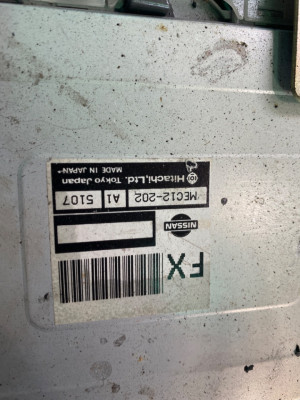 FX
NISSAN
MEC12-202 A1 5107
Hitachi, Ltd. Tokyo Japan
MADE IN JAPAN